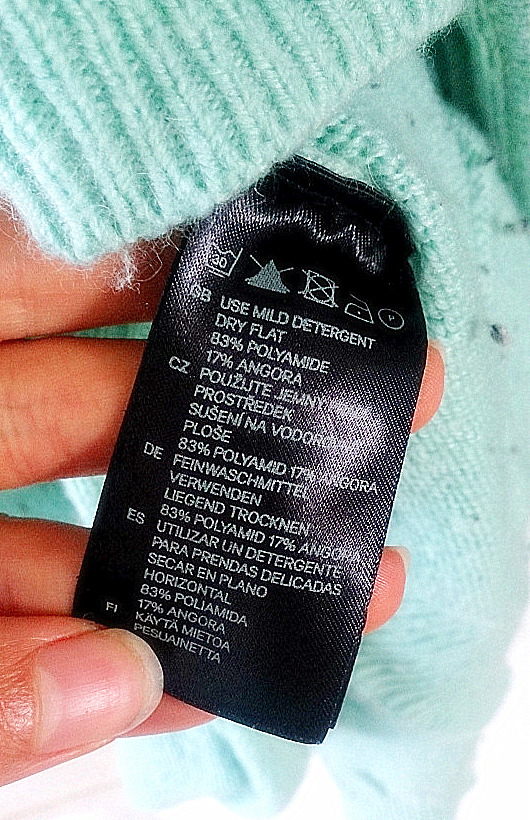 30
P
GB USE MILD DETERGENT
DRY FLAT
83% POLYAMIDE
17% ANGORA
CZ POUŽIJTE JEMNÝ
PROSTŘEDEK
SUŠENÍ NA VODOROVNÉ
PLOŠE
83% POLYAMID 17% ANGORA
DE FEINWASCHMITTEL
VERWENDEN
LIEGEND TROCKNEN
83% POLYAMID 17% ANGORA
ES UTILIZAR UN DETERGENTE
PARA PRENDAS DELICADAS
SECAR EN PLANO
HORIZONTAL
83% POLIAMIDA
17% ANGORA
FI KÄYTÄ MIETOA
PESUAINETTA